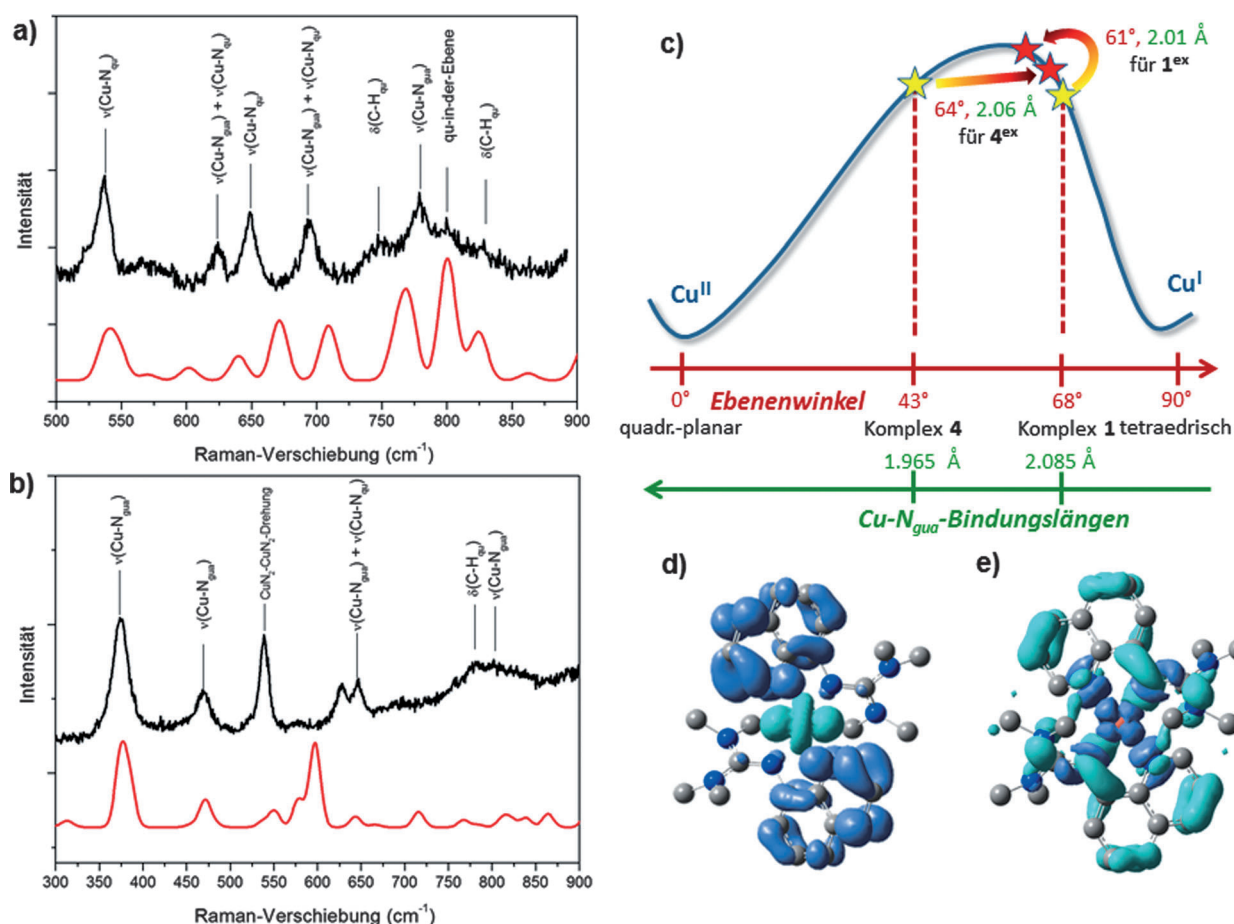 a)
ν(Cu-Nqu)
ν(Cu-Ngua) + ν(Cu-Nqu)
ν(Cu-Nqu)
ν(Cu-Ngua) + ν(Cu-Nqu)
δ(C-Hqu)
ν(Cu-Ngua)
qu-in-der-Ebene
δ(C-Hqu)
Intensität
500 550 600 650 700 750 800 850 900
Raman-Verschiebung (cm⁻¹)
b)
ν(Cu-Ngua)
ν(Cu-Ngua)
CuN₂-CuN₂-Drehung
ν(Cu-Ngua) + ν(Cu-Nqu)
δ(C-Hqu)
ν(Cu-Ngua)
Intensität
300 350 400 450 500 550 600 650 700 750 800 850 900
Raman-Verschiebung (cm⁻¹)
c)
61°, 2.01 Å
für 1ᵉˣ
64°, 2.06 Å
für 4ᵉˣ
Cuᴵᴵ
Cuᴵ
0° Ebenenwinkel 43° 68° 90°
quadr.-planar Komplex 4 Komplex 1 tetraedrisch
1.965 Å 2.085 Å
Cu-Ngua-Bindungslängen
d)
e)